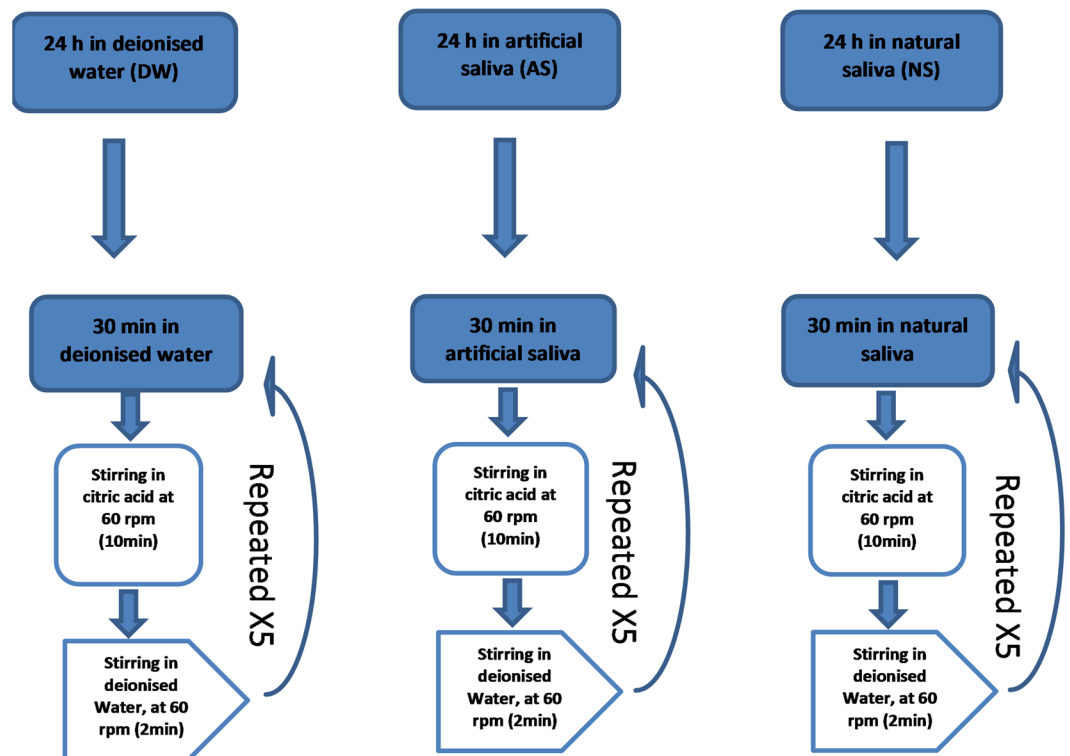 24 h in deionised
water (DW)
24 h in artificial
saliva (AS)
24 h in natural
saliva (NS)
30 min in
deionised water
30 min in
artificial saliva
30 min in natural
saliva
Stirring in
citric acid at
60 rpm
(10min)
Repeated X5
Stirring in
citric acid at
60 rpm
(10min)
Repeated X5
Stirring in
citric acid at
60 rpm
(10min)
Repeated X5
Stirring in
deionised
Water, at 60
rpm (2min)
Stirring in
deionised
Water, at 60
rpm (2min)
Stirring in
deionised
Water, at 60
rpm (2min)